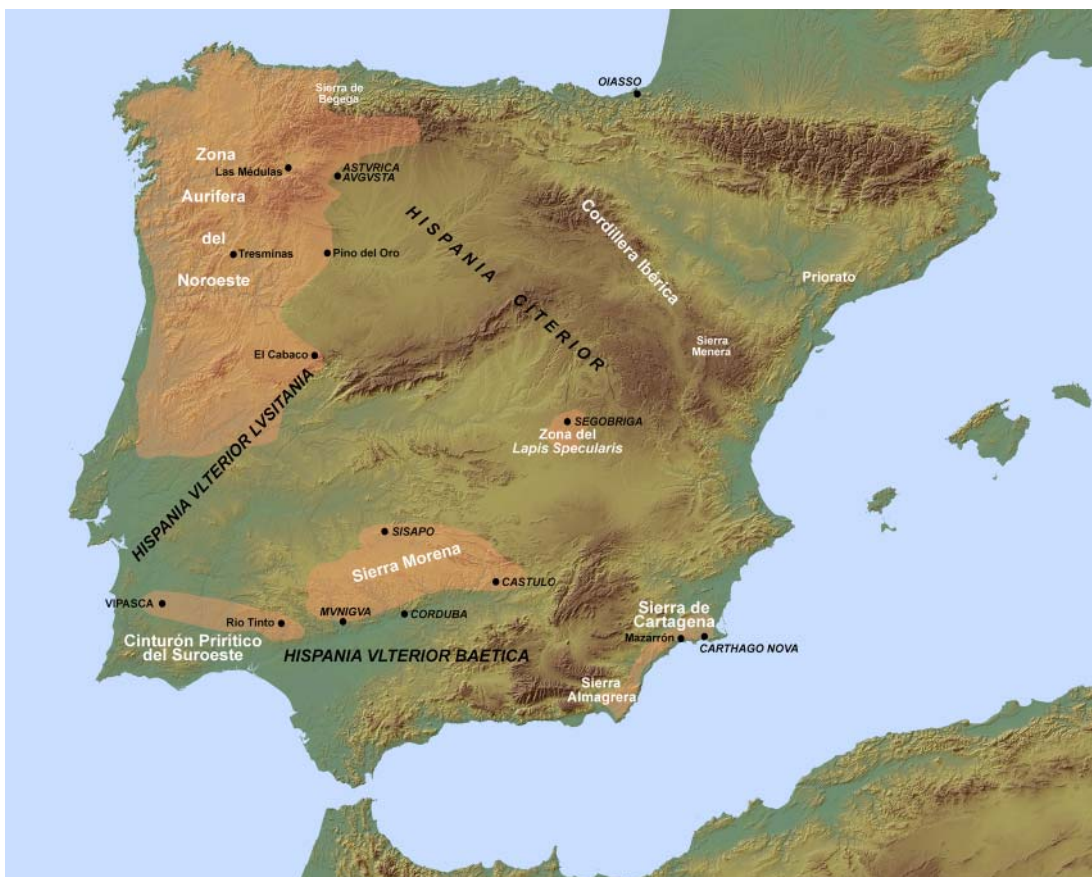 OIASSO
Sierra de
Begega
Zona
Aurifera
del
Noroeste
Las Médulas
ASTVRICA
AVGVSTA
Tresminas
Pino del Oro
El Cabaco
HISPANIA CITERIOR
Cordillera Ibérica
Priorato
Sierra
Menera
SEGOBRIGA
Zona del
Lapis Specularis
HISPANIA VLTERIOR LVSITANIA
SISAPO
Sierra Morena
CASTULO
VIPASCA
Rio Tinto
MVNIGVA
CORDUBA
Cinturón Prirítico
del Suroeste
HISPANIA VLTERIOR BAETICA
Sierra de
Cartagena
Mazarrón
CARTHAGO NOVA
Sierra
Almagrera